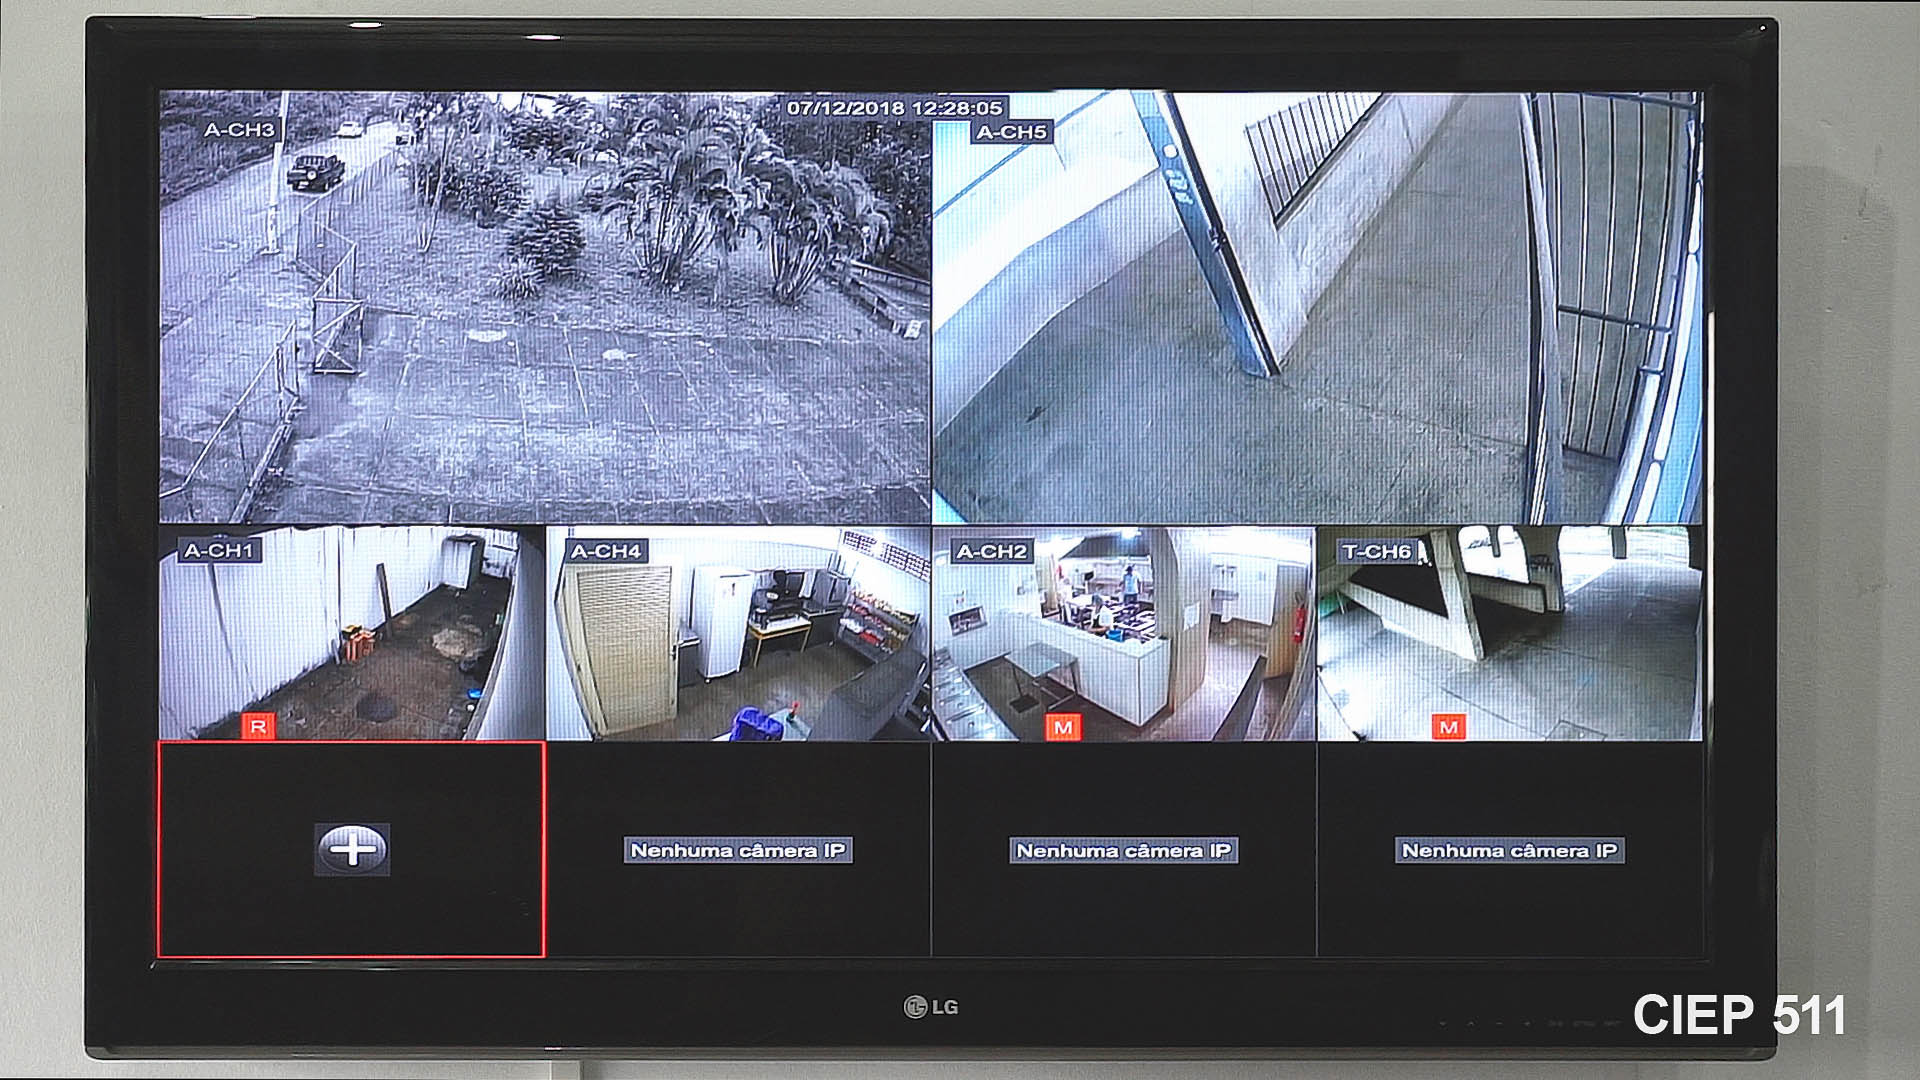 07/12/2018 12:28:05
A-CH3
A-CH5
A-CH1
A-CH4
A-CH2
T-CH6
R
M
M
Nenhuma câmera IP
Nenhuma câmera IP
Nenhuma câmera IP
LG
CIEP 511